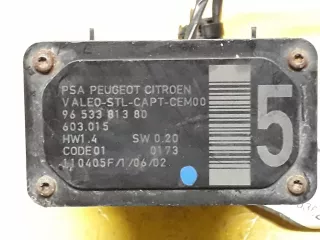 PSA PEUGEOT CITROEN
VALEO-STL-CAPT-CEM00
96 533 813 80
603.015
HW1.4 SW 0.20
CODE01 0173
110405F/1/06/02
5